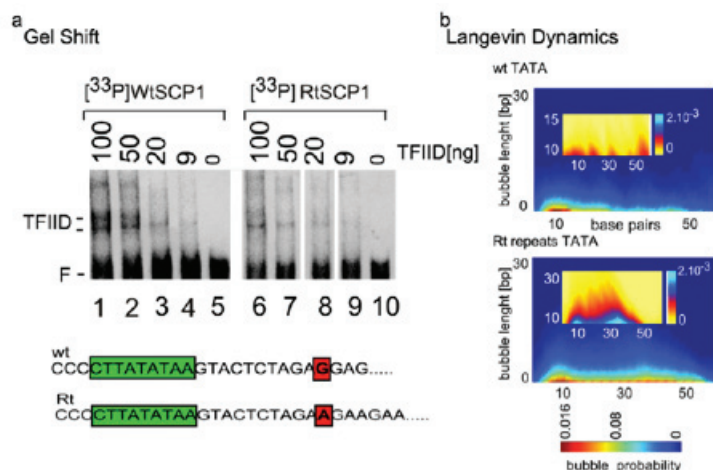 a
Gel Shift
[33P]WtSCP1
[33P] RtSCP1
100
50
20
9
0
100
50
20
9
0
TFIID[ng]
TFIID
F
1 2 3 4 5 6 7 8 9 10
wt
CCCCTTATATAAGTACTCTAGAGGAG.....
Rt
CCCCTTATATAAGTACTCTAGAAGAAGAA.....
b
Langevin Dynamics
wt TATA
bubble lenght [bp]
30
0
15
10
10 30 50
2.10-3
0
10 base pairs 50
Rt repeats TATA
bubble lenght [bp]
30
0
30
10
10 30 50
2.10-3
0
10 30 50
0.016
0.08
0
bubble probability